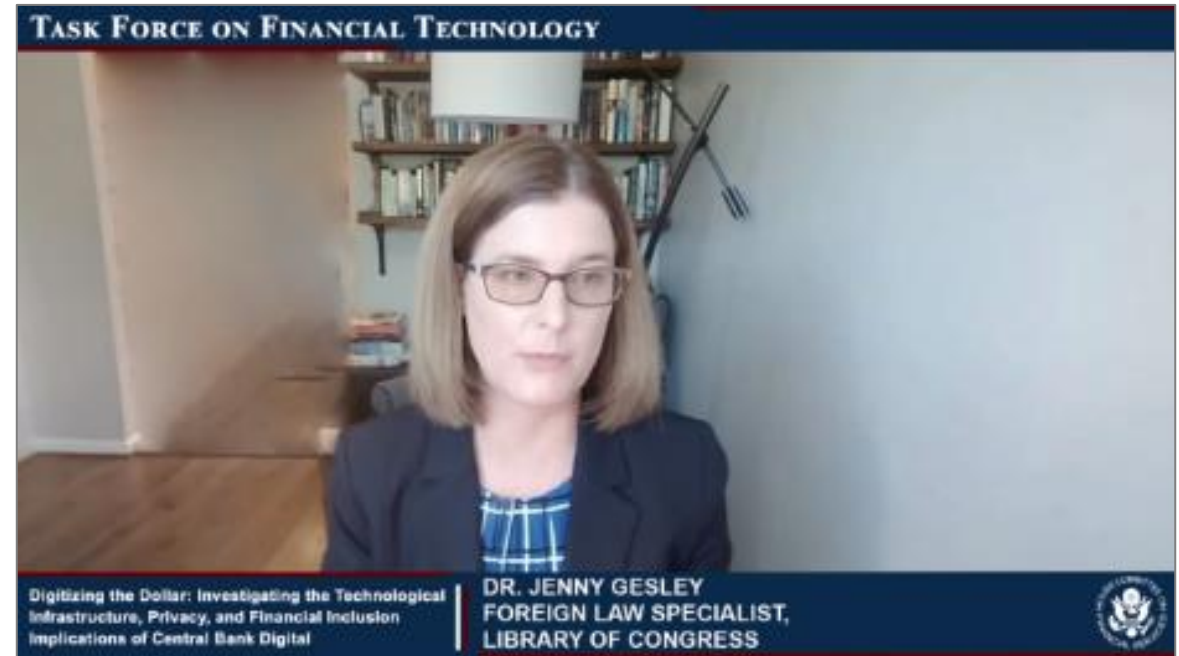 TASK FORCE ON FINANCIAL TECHNOLOGY
Digitizing the Dollar: Investigating the Technological
Infrastructure, Privacy, and Financial Inclusion
Implications of Central Bank Digital
DR. JENNY GESLEY
FOREIGN LAW SPECIALIST,
LIBRARY OF CONGRESS